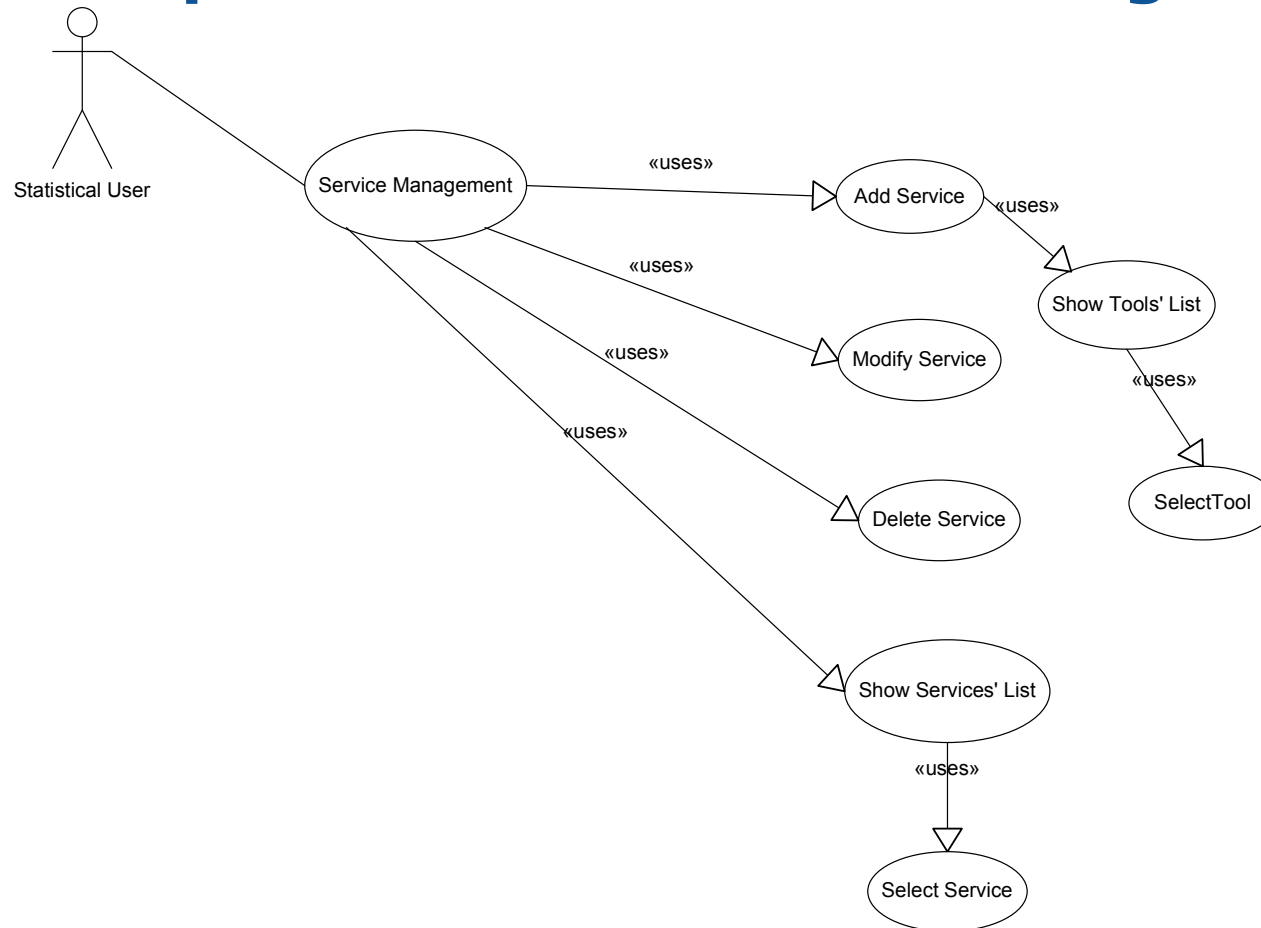 Statistical User
Service Management
«uses»
Add Service
«uses»
Show Tools' List
«uses»
Modify Service
«uses»
SelectTool
«uses»
Delete Service
«uses»
Show Services' List
«uses»
Select Service